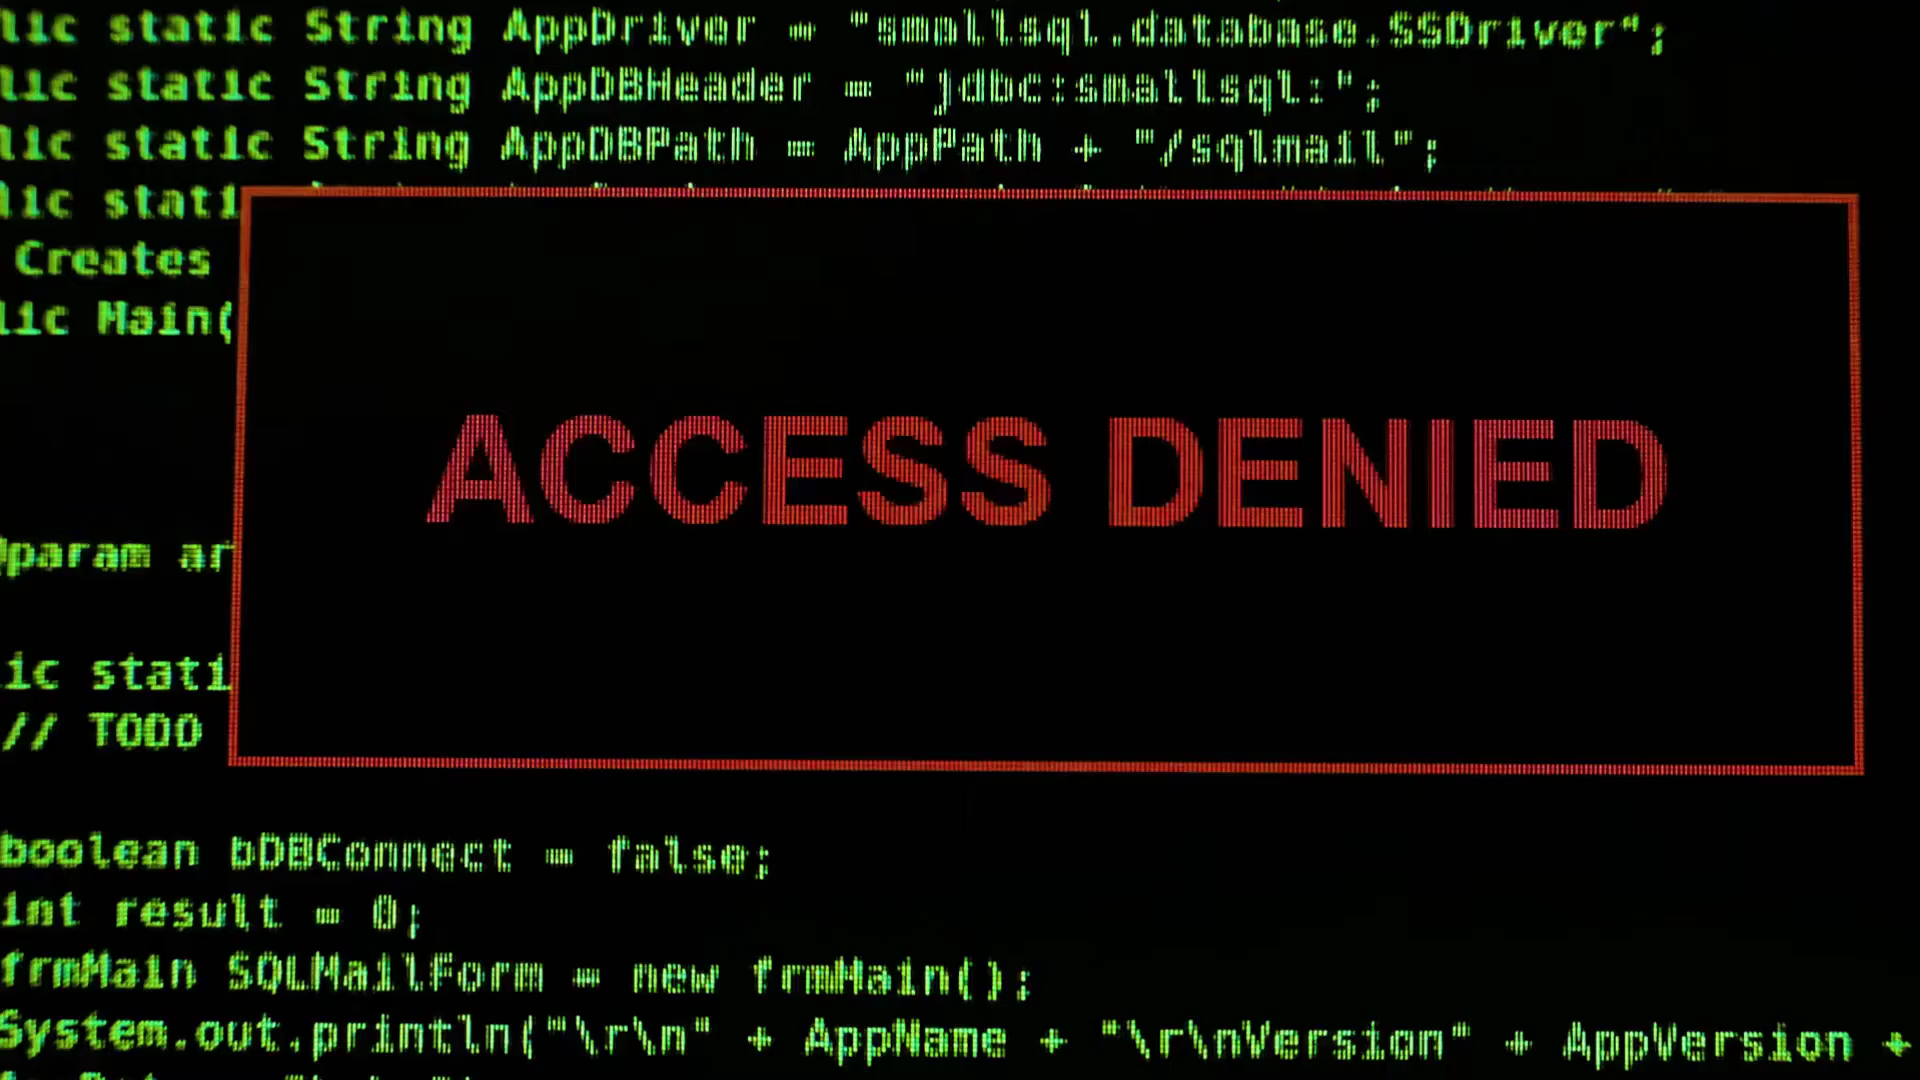 lic static String AppDriver = "smallsql.database.SSDriver";
lic static String AppDBHeader = "jdbc:smallsql:";
lic static String AppDBPath = AppPath + "/sqlmail";
lic stati
Creates
lic Main(
ACCESS DENIED
@param ar
ic stati
// TODO
boolean bDBConnect = false;
int result = 0;
frmMain SQLMailForm = new frmMain();
System.out.println("\r\n" + AppName + "\r\nVersion" + AppVersion +